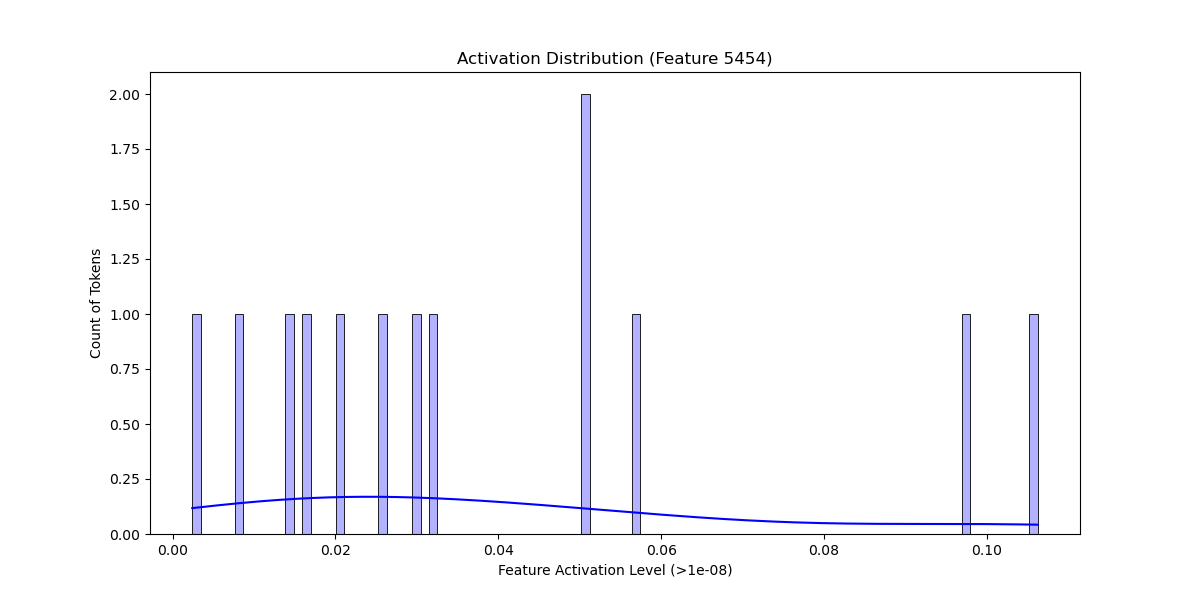 Activation Distribution (Feature 5454)
2.00
1.75
1.50
1.25
1.00
0.75
0.50
0.25
0.00
Count of Tokens
0.00 0.02 0.04 0.06 0.08 0.10
Feature Activation Level (>1e-08)